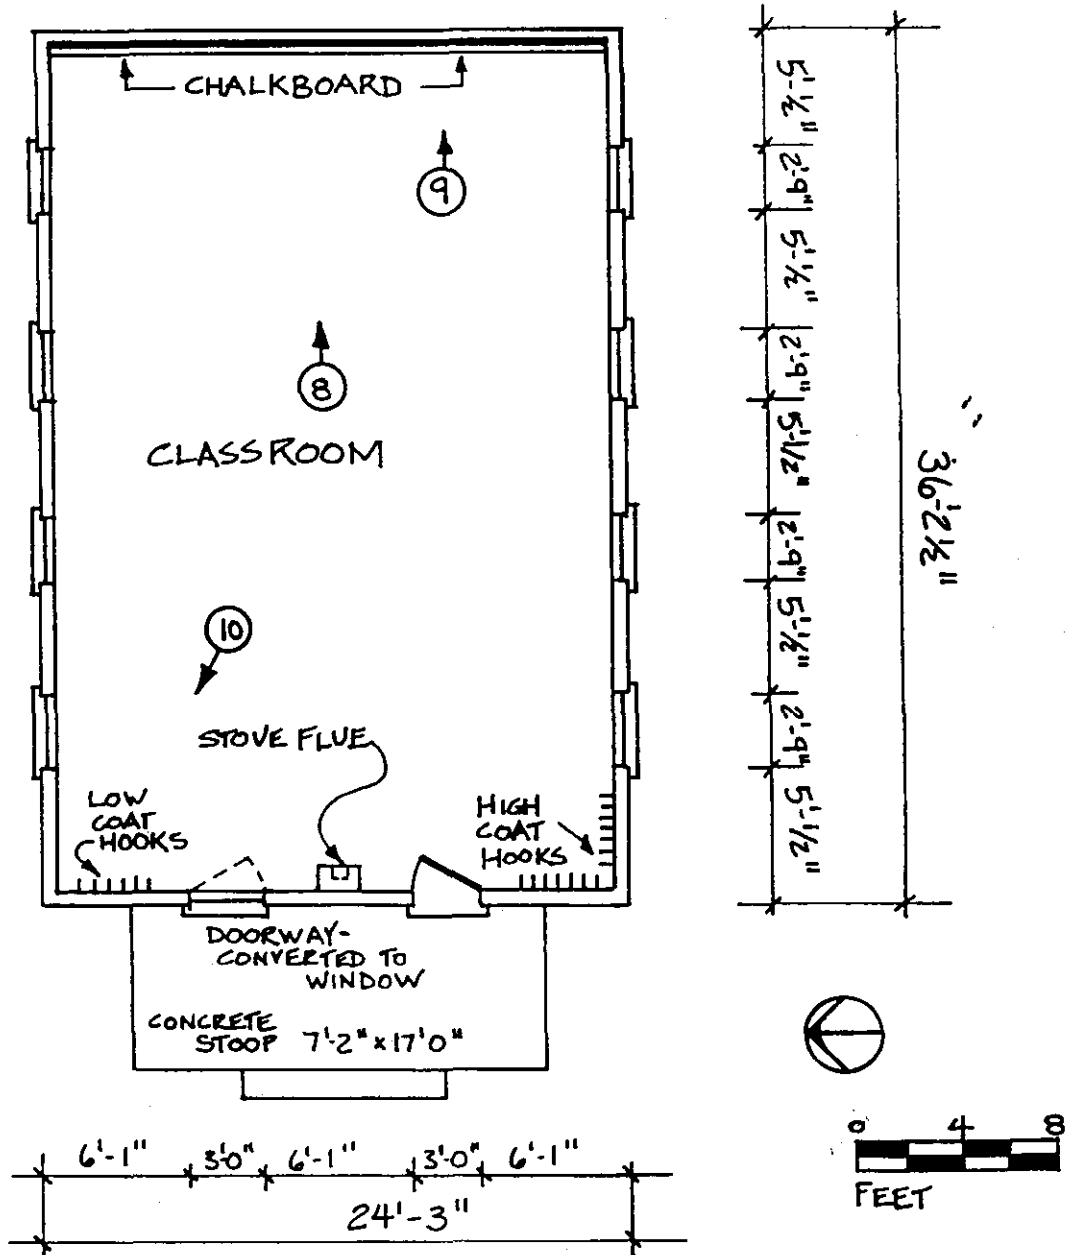 CHALKBOARD
9
8
CLASSROOM
10
STOVE FLUE
LOW
COAT
HOOKS
HIGH
COAT
HOOKS
DOORWAY-
CONVERTED TO
WINDOW
CONCRETE
STOOP 7'-2" x 17'0"
6'-1" 3'0" 6'-1" 3'-0" 6'-1"
24'-3"
5'-½"
2'-9"
5'-½"
2'-9"
5'-1/2"
2'-9"
5'-½"
2'-9"
5'-1/2"
36'-2½"
0 4 8
FEET